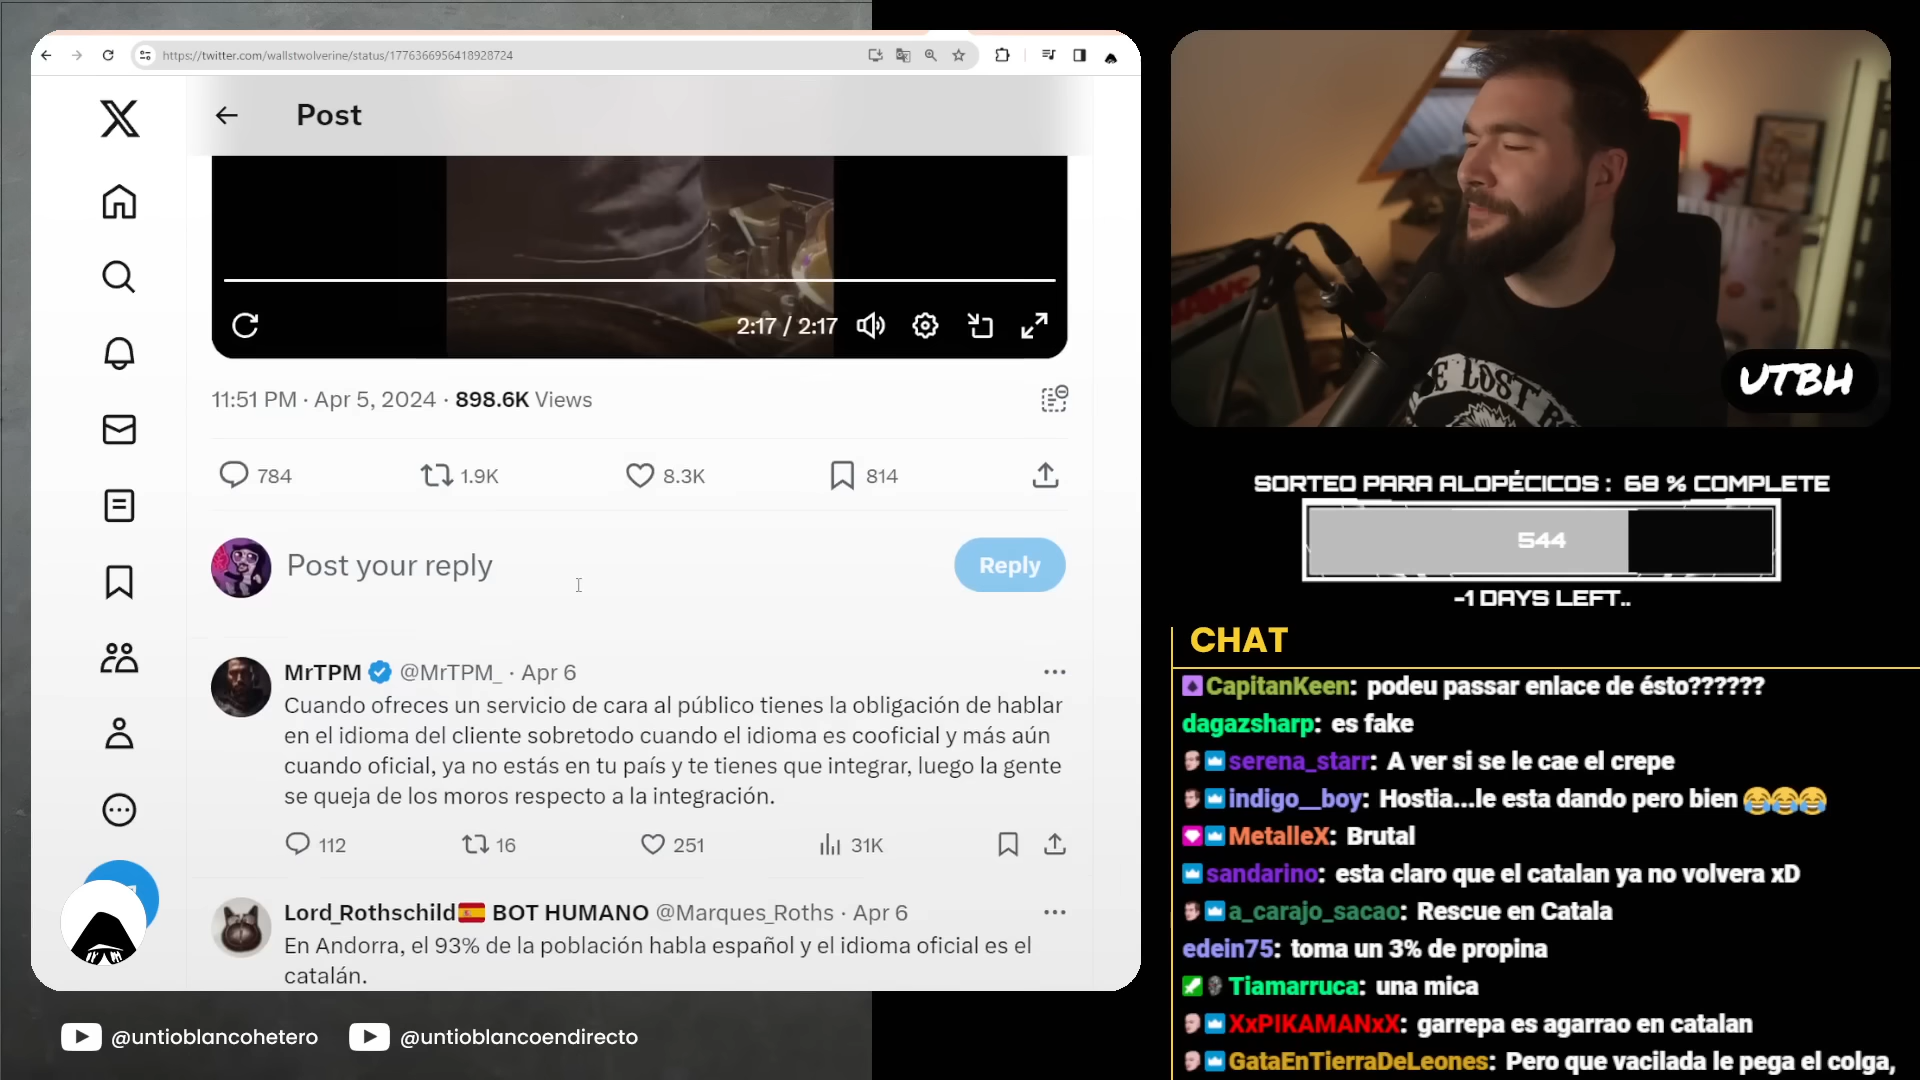 https://twitter.com/wallstwolverine/status/1776366956418928724
Post
2:17 / 2:17
11:51 PM · Apr 5, 2024 · 898.6K Views
784
1.9K
8.3K
814
Post your reply
Reply
MrTPM @MrTPM_ · Apr 6
Cuando ofreces un servicio de cara al público tienes la obligación de hablar
en el idioma del cliente sobretodo cuando el idioma es cooficial y más aún
cuando oficial, ya no estás en tu país y te tienes que integrar, luego la gente
se queja de los moros respecto a la integración.
112
16
251
31K
Lord_Rothschild🇪🇸 BOT HUMANO @Marques_Roths · Apr 6
En Andorra, el 93% de la población habla español y el idioma oficial es el
catalán.
@untioblancohetero
@untioblancoendirecto
E LOST
UTBH
SORTEO PARA ALOPÉCICOS : 68 % COMPLETE
544
-1 DAYS LEFT..
CHAT
CapitanKeen: podeu passar enlace de ésto??????
dagazsharp: es fake
serena_starr: A ver si se le cae el crepe
indigo__boy: Hostia...le esta dando pero bien 😂😂😂
MetalleX: Brutal
sandarino: esta claro que el catalan ya no volvera xD
a_carajo_sacao: Rescue en Catala
edein75: toma un 3% de propina
Tiamarruca: una mica
XxPIKAMANxX: garrepa es agarrao en catalan
GataEnTierraDeLeones: Pero que vacilada le pega el colga,